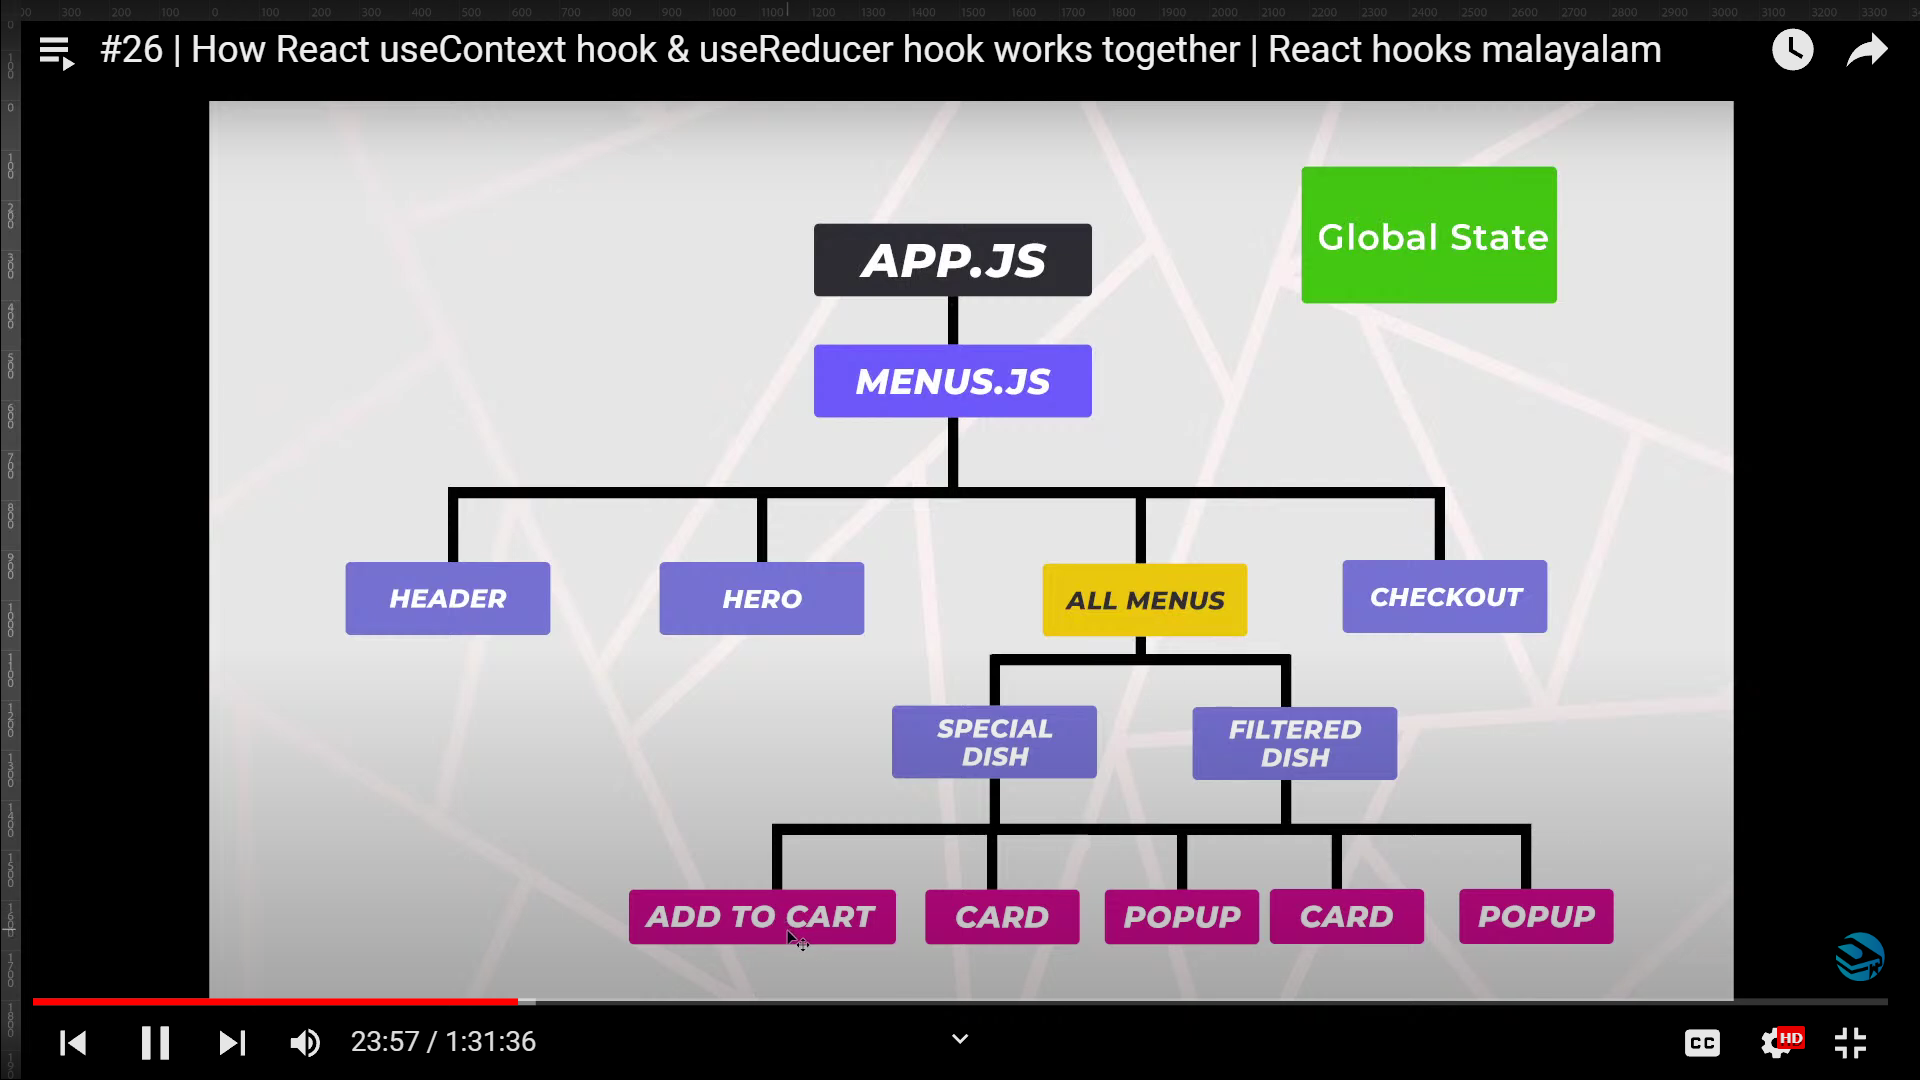 #26 | How React useContext hook & useReducer hook works together | React hooks malayalam
Global State
APP.JS
MENUS.JS
HEADER
HERO
ALL MENUS
CHECKOUT
SPECIAL
DISH
FILTERED
DISH
ADD TO CART
CARD
POPUP
CARD
POPUP
23:57 / 1:31:36
CC
HD